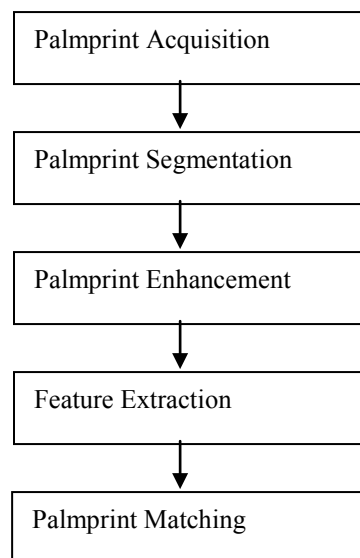 Palmprint Acquisition
Palmprint Segmentation
Palmprint Enhancement
Feature Extraction
Palmprint Matching